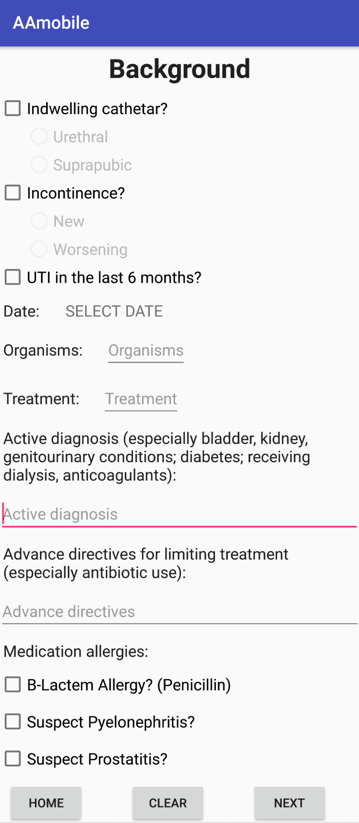 AAmobile
Background
Indwelling cathetar?
Urethral
Suprapubic
Incontinence?
New
Worsening
UTI in the last 6 months?
Date: SELECT DATE
Organisms: Organisms
Treatment: Treatment
Active diagnosis (especially bladder, kidney,
genitourinary conditions; diabetes; receiving
dialysis, anticoagulants):
Active diagnosis
Advance directives for limiting treatment
(especially antibiotic use):
Advance directives
Medication allergies:
B-Lactem Allergy? (Penicillin)
Suspect Pyelonephritis?
Suspect Prostatitis?
HOME CLEAR NEXT